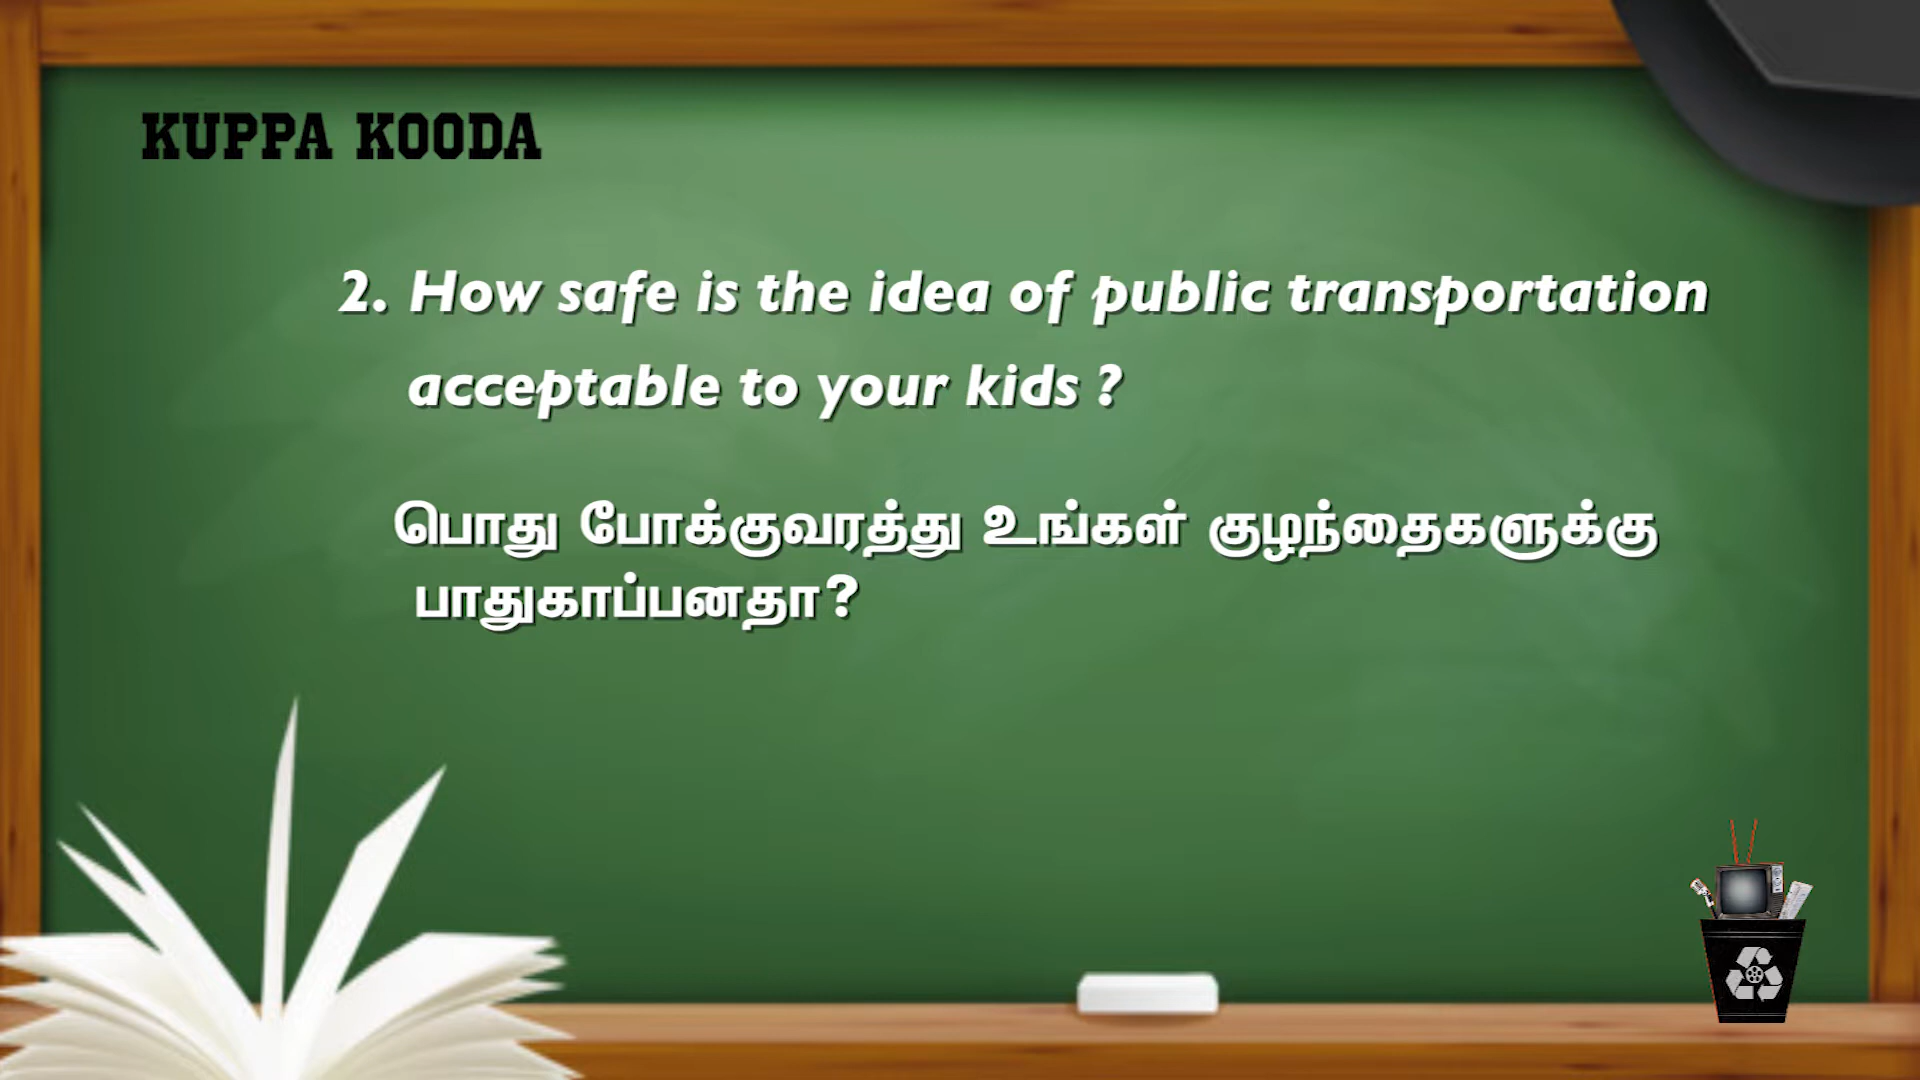 KUPPA KOODA
2. How safe is the idea of public transportation
acceptable to your kids ?
பொது போக்குவரத்து உங்கள் குழந்தைகளுக்கு
பாதுகாப்பனதா?